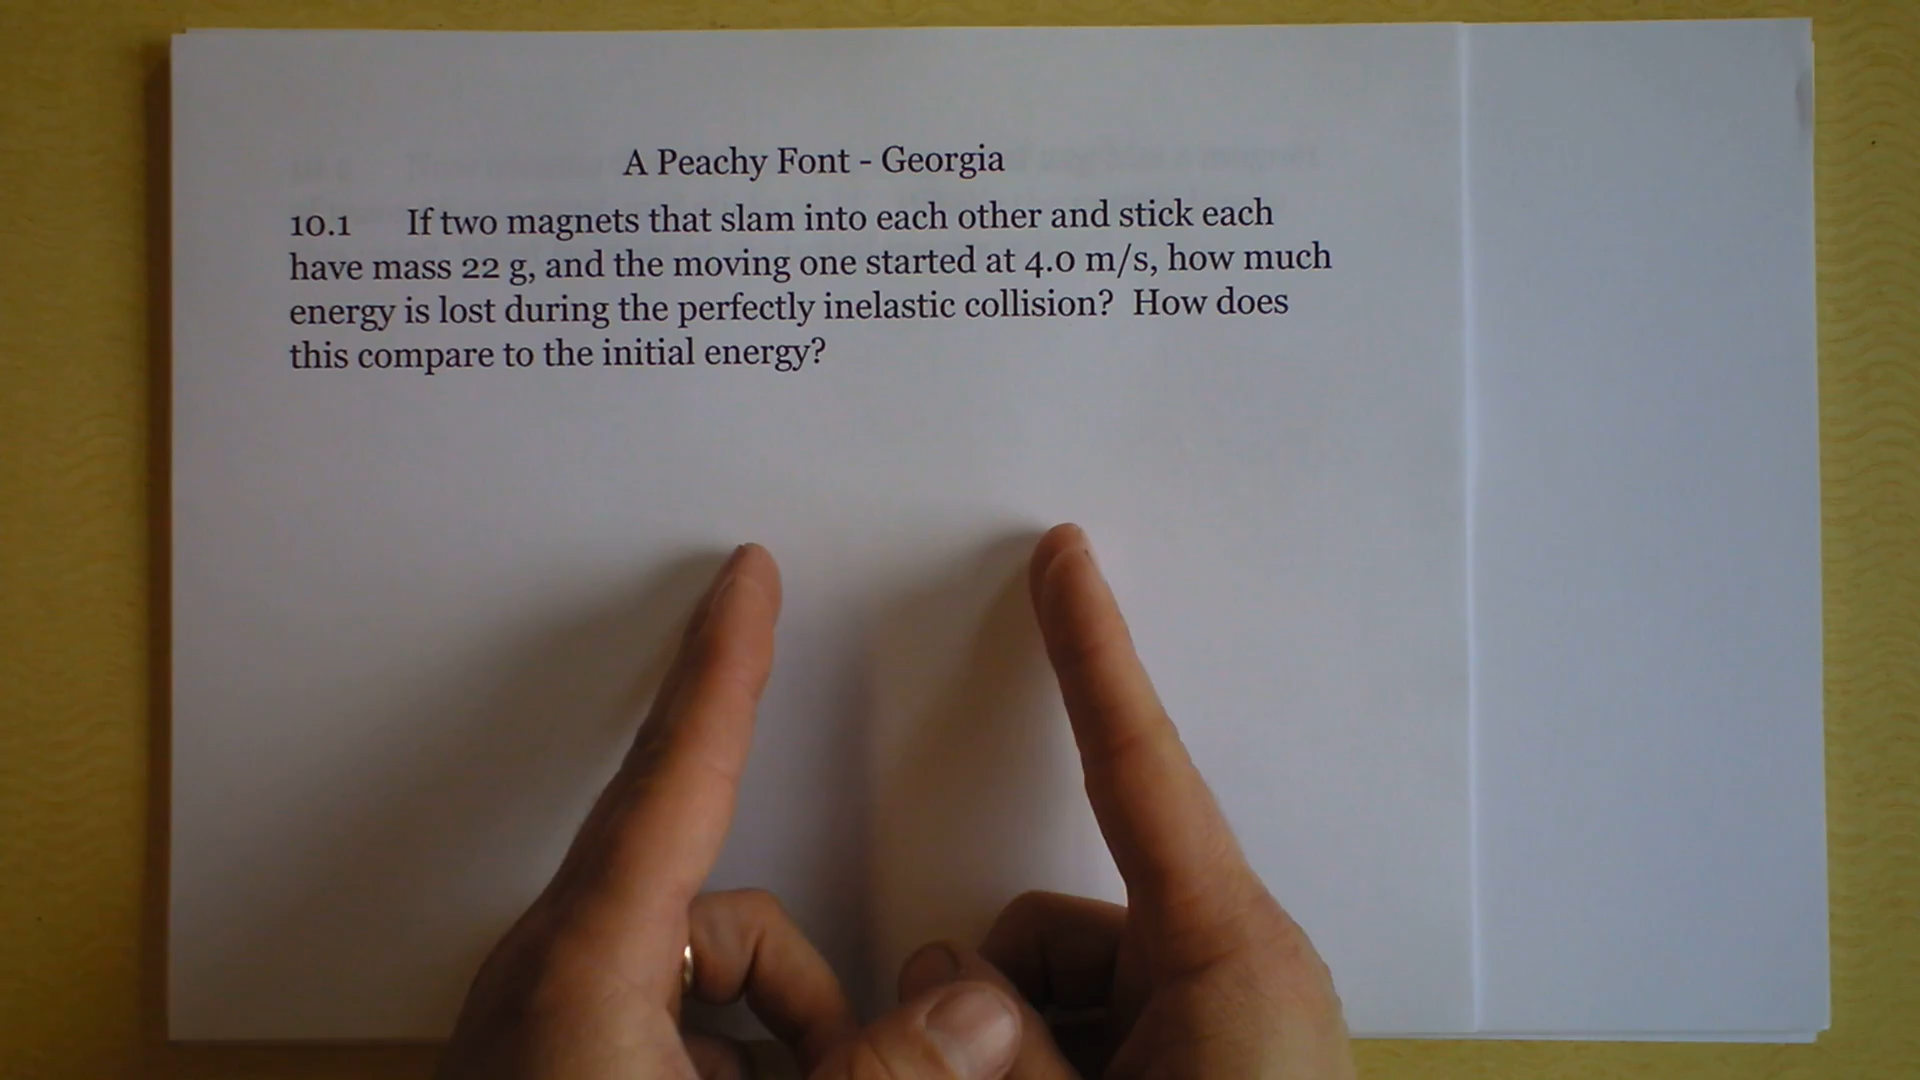 A Peachy Font - Georgia
10.1 If two magnets that slam into each other and stick each
have mass 22 g, and the moving one started at 4.0 m/s, how much
energy is lost during the perfectly inelastic collision? How does
this compare to the initial energy?